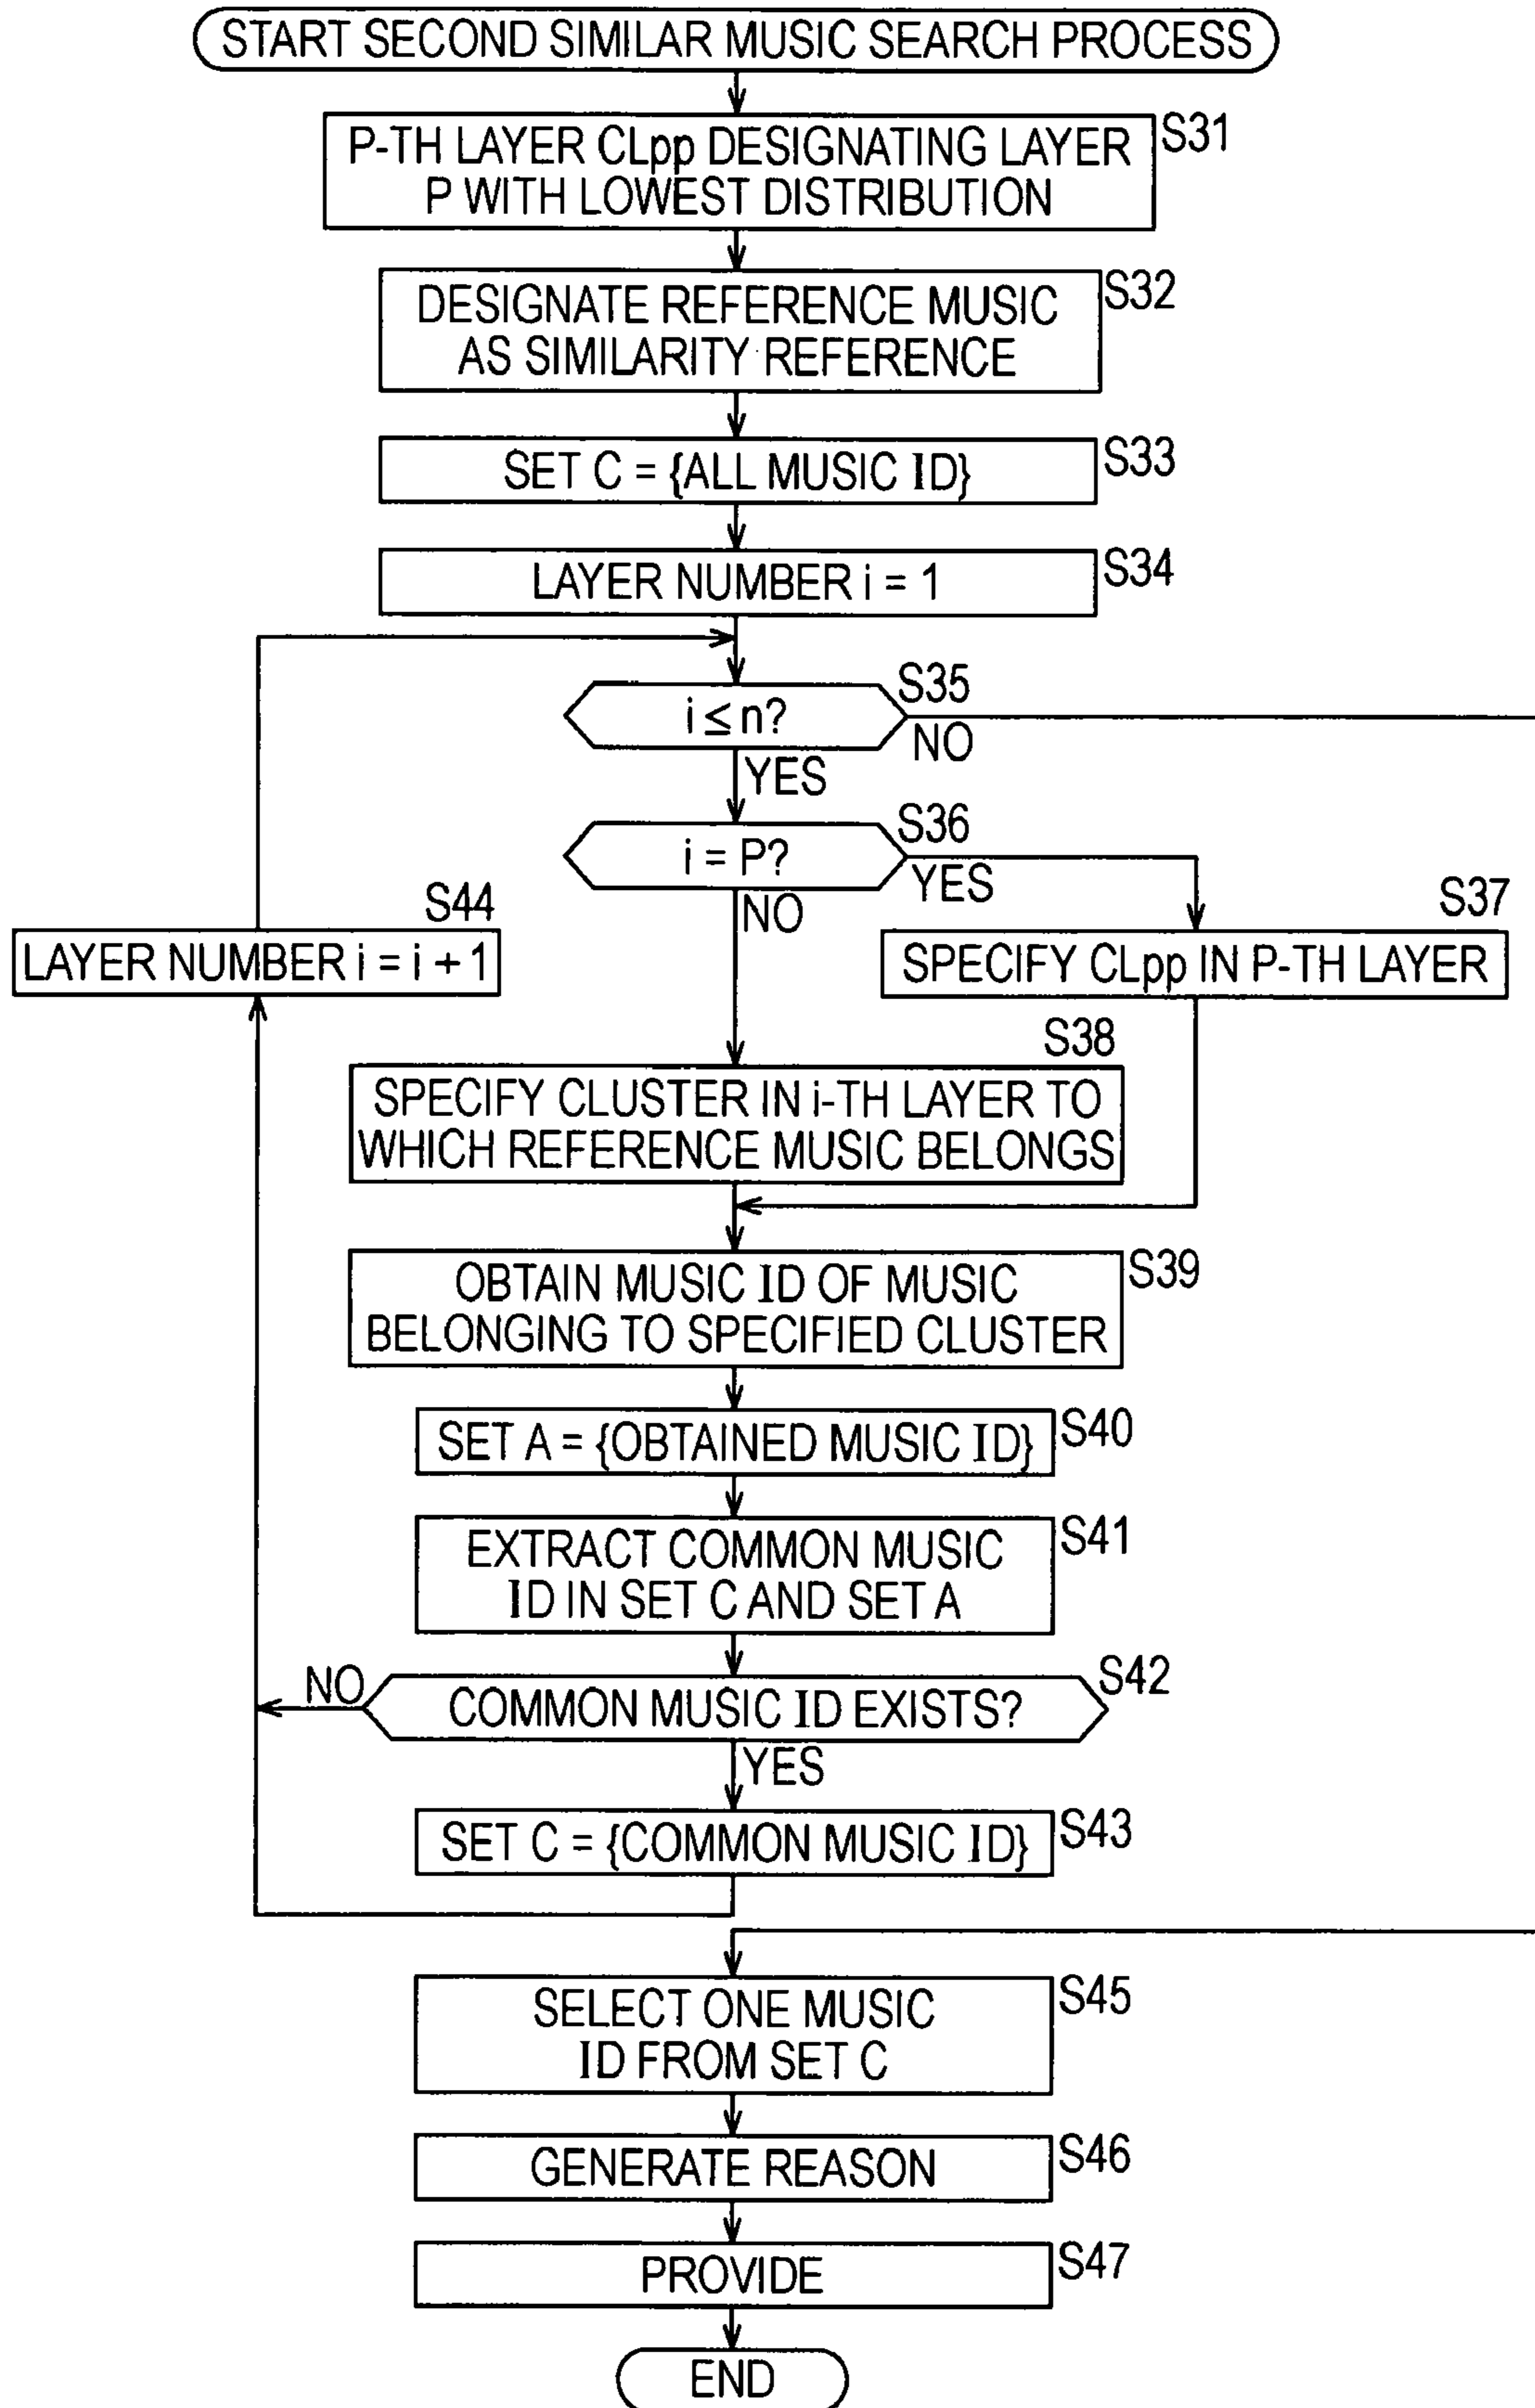 START SECOND SIMILAR MUSIC SEARCH PROCESS
P-TH LAYER CLpp DESIGNATING LAYER
P WITH LOWEST DISTRIBUTION
S31
DESIGNATE REFERENCE MUSIC
AS SIMILARITY REFERENCE
S32
SET C = {ALL MUSIC ID}
S33
LAYER NUMBER i = 1
S34
i ≤ n?
S35
NO
YES
i = P?
S36
YES
NO
S44
LAYER NUMBER i = i + 1
S37
SPECIFY CLpp IN P-TH LAYER
S38
SPECIFY CLUSTER IN i-TH LAYER TO
WHICH REFERENCE MUSIC BELONGS
OBTAIN MUSIC ID OF MUSIC
BELONGING TO SPECIFIED CLUSTER
S39
SET A = {OBTAINED MUSIC ID}
S40
EXTRACT COMMON MUSIC
ID IN SET C AND SET A
S41
NO
COMMON MUSIC ID EXISTS?
S42
YES
SET C = {COMMON MUSIC ID}
S43
SELECT ONE MUSIC
ID FROM SET C
S45
GENERATE REASON
S46
PROVIDE
S47
END